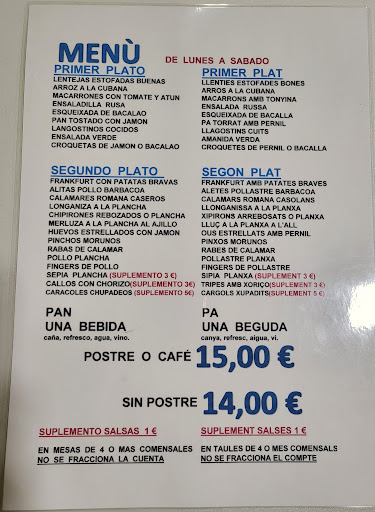 MENÙ
DE LUNES A SABADO
PRIMER PLATO
LENTEJAS ESTOFADAS BUENAS
ARROZ A LA CUBANA
MACARRONES CON TOMATE Y ATUN
ENSALADILLA RUSA
ESQUEIXADA DE BACALAO
PAN TOSTADO CON JAMON
LANGOSTINOS COCIDOS
ENSALADA VERDE
CROQUETAS DE JAMON O BACALAO
PRIMER PLAT
LLENTIES ESTOFADES BONES
ARROS A LA CUBANA
MACARRONS AMB TONYINA
ENSALADA RUSSA
ESQUEIXADA DE BACALLA
PA TORRAT AMB PERNIL
LLAGOSTINS CUITS
AMANIDA VERDA
CROQUETES DE PERNIL O BACALLA
SEGUNDO PLATO
FRANKFURT CON PATATAS BRAVAS
ALITAS POLLO BARBACOA
CALAMARES ROMANA CASEROS
LONGANIZA A LA PLANCHA
CHIPIRONES REBOZADOS O PLANCHA
MERLUZA A LA PLANCHA AL AJILLO
HUEVOS ESTRELLADOS CON JAMON
PINCHOS MORUNOS
RABAS DE CALAMAR
POLLO PLANCHA
FINGERS DE POLLO
SEPIA PLANCHA (SUPLEMENTO 3 €)
CALLOS CON CHORIZO(SUPLEMENTO 3€)
CARACOLES CHUPADEOS (SUPLEMENTO 5€)
SEGON PLAT
FRANKFURT AMB PATATES BRAVES
ALETES POLLASTRE BARBACOA
CALAMARS ROMANA CASOLANS
LLONGANISSA A LA PLANXA
XIPIRONS ARREBOSATS O PLANXA
LLUÇ A LA PLANXA A L'ALL
OUS ESTRELLATS AMB PERNIL
PINXOS MORUNOS
RABES DE CALAMAR
POLLASTRE PLANXA
FINGERS DE POLLASTRE
SIPIA PLANXA (SUPLEMENT 3 €)
TRIPES AMB XORIÇO(SUPLEMENT 3 €)
CARGOLS XUPADITS(SUPLEMENT 5 €)
PAN
UNA BEBIDA
caña, refresco, agua, vino.
PA
UNA BEGUDA
canya, refresc, aigua, vi.
POSTRE O CAFÉ 15,00 €
SIN POSTRE 14,00 €
SUPLEMENTO SALSAS 1 €
EN MESAS DE 4 O MAS COMENSALES
NO SE FRACCIONA LA CUENTA
SUPLEMENT SALSES 1 €
EN TAULES DE 4 O MES COMENSALS
NO SE FRACCIONA EL COMPTE